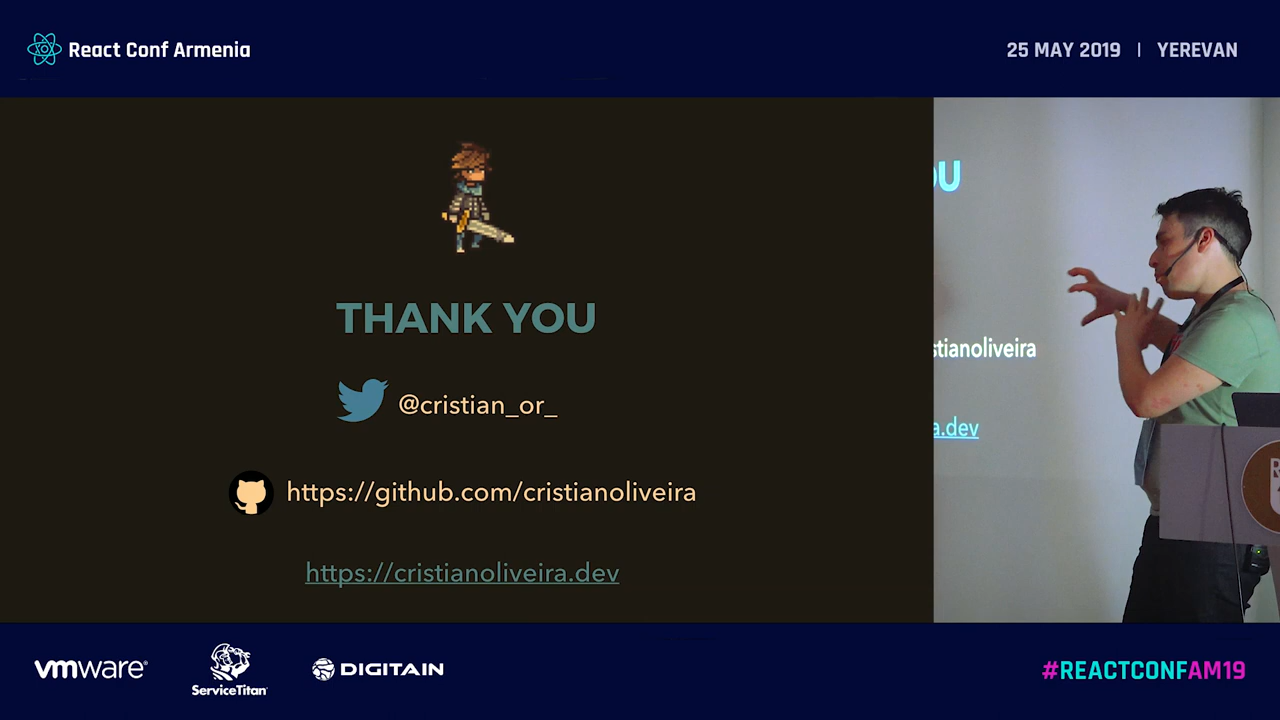 React Conf Armenia
25 MAY 2019 | YEREVAN
THANK YOU
@cristian_or_
https://github.com/cristianoliveira
https://cristianoliveira.dev
OU
stianoliveira
a.dev
vmware
ServiceTitan
DIGITAIN
#REACTCONFAM19